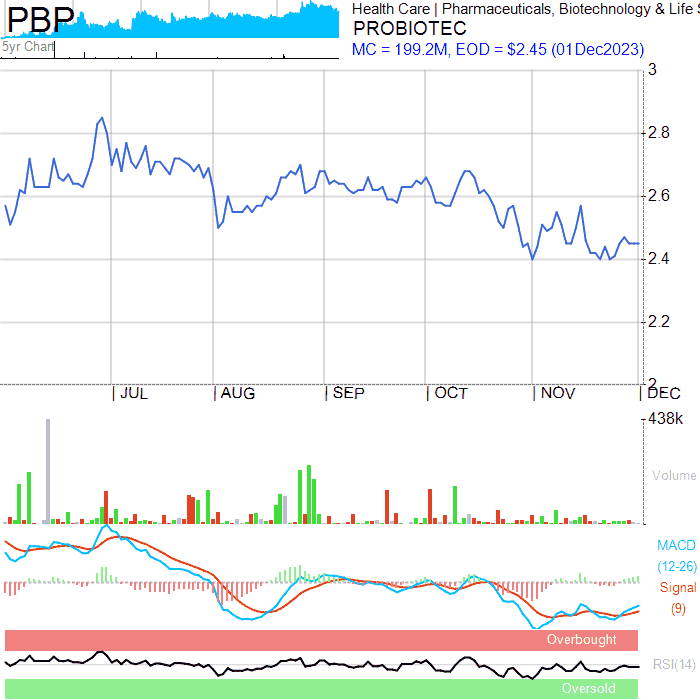 PBP
5yr Chart
Health Care | Pharmaceuticals, Biotechnology & Life S
PROBIOTEC
MC = 199.2M, EOD = $2.45 (01Dec2023)
3
2.8
2.6
2.4
2.2
2
| JUL | AUG | SEP | OCT | NOV | DEC
438k
Volume
MACD
(12-26)
Signal
(9)
Overbought
RSI(14)
Oversold